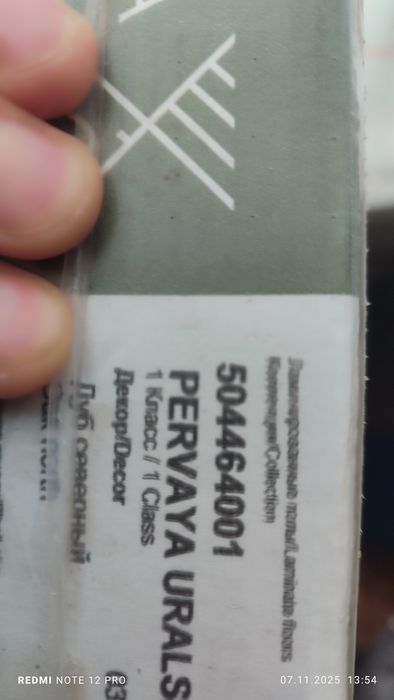 Ламинированные полы/Laminate floors
Коллекция/Collection
504464001
PERVAYA URALS
1 Класс // 1 Class
Декор/Decor
Дуб северный
REDMI NOTE 12 PRO
07.11.2025 13:54